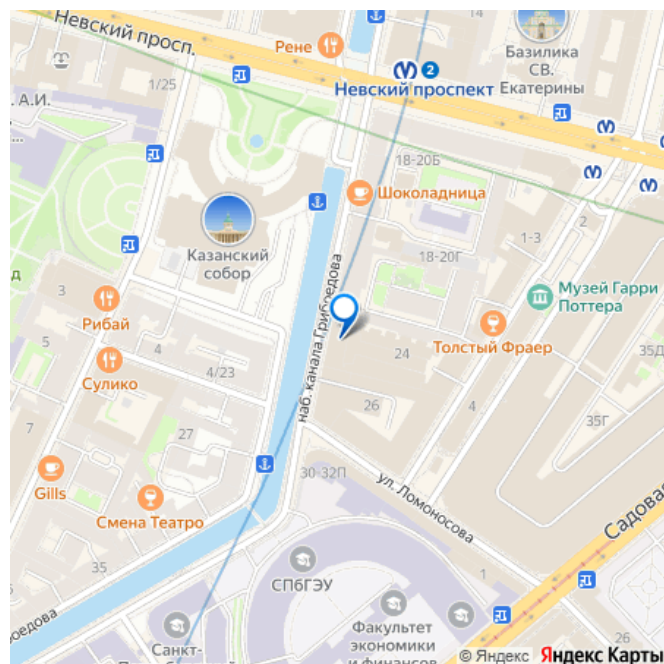 Невский просп.
Рене
2
Невский проспект
Базилика
СВ.
Екатерины
1/25
А.И.
18-20Б
Шоколадница
Казанский
собор
18-20Г
1-3
2
Музей Гарри
Поттера
3
Рибай
наб. канала Грибоедова
Толстый Фраер
24
35Д
5
4
4/23
Сулико
26
4
35Г
7
27
30-32П
ул. Ломоносова
Садовая
Gills
Смена Театро
35
СПбГЭУ
1
Факультет
экономики
и финансов
26
Санкт-
© Яндекс Яндекс Карты